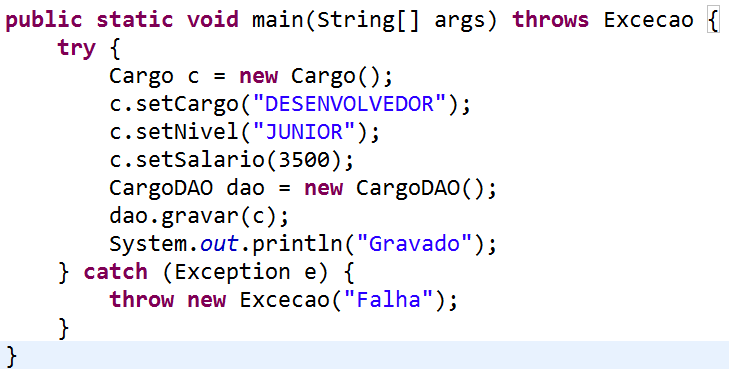 public static void main(String[] args) throws Excecao {
    try {
        Cargo c = new Cargo();
        c.setCargo("DESENVOLVEDOR");
        c.setNivel("JUNIOR");
        c.setSalario(3500);
        CargoDAO dao = new CargoDAO();
        dao.gravar(c);
        System.out.println("Gravado");
    } catch (Exception e) {
        throw new Excecao("Falha");
    }
}